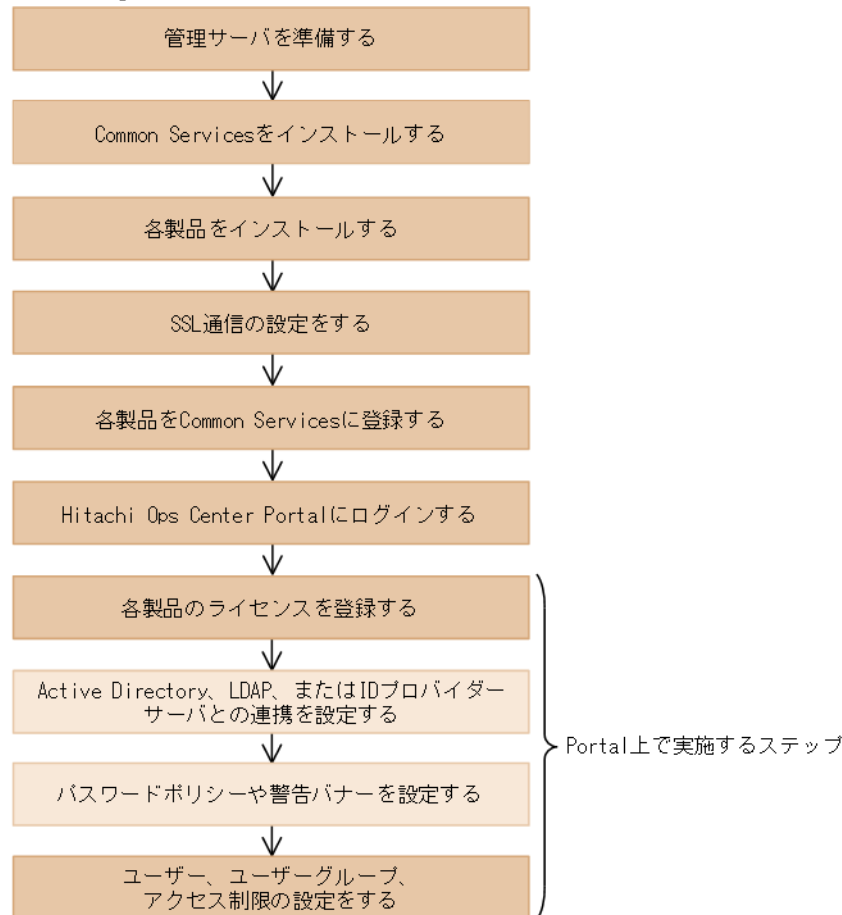 管理サーバを準備する
Common Servicesをインストールする
各製品をインストールする
SSL通信の設定をする
各製品をCommon Servicesに登録する
Hitachi Ops Center Portalにログインする
各製品のライセンスを登録する
Active Directory、LDAP、またはIDプロバイダー
サーバとの連携を設定する
パスワードポリシーや警告バナーを設定する
ユーザー、ユーザーグループ、
アクセス制限の設定をする
Portal上で実施するステップ